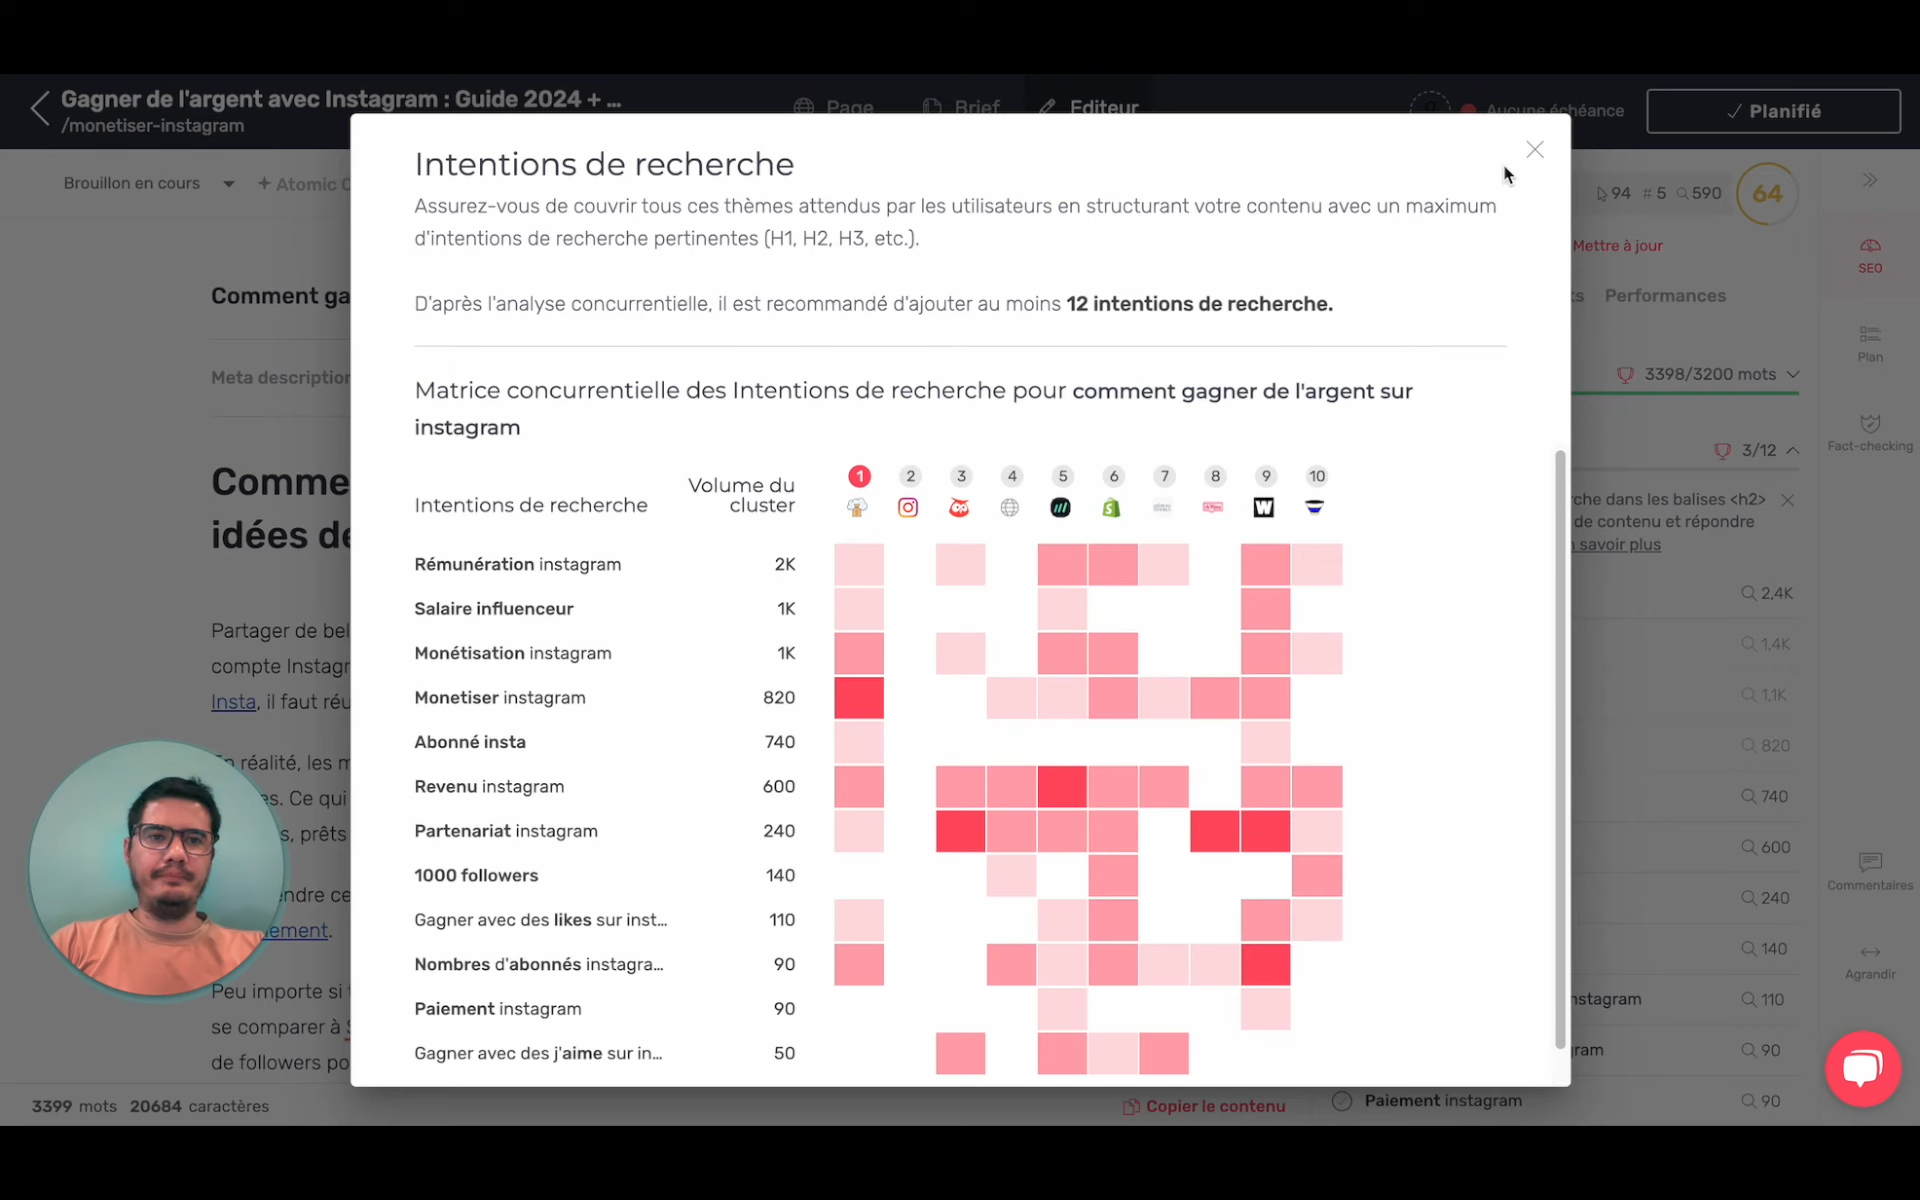 Gagner de l'argent avec Instagram : Guide 2024 + ...
/monetiser-instagram
Page
Brief
Editeur
Aucune échéance
✓ Planifié
Brouillon en cours
+ Atomic C
94 # 5 590
64
Mettre à jour
SEO
Performances
Plan
3398/3200 mots
Fact-checking
3/12
rche dans les balises <h2>
de contenu et répondre
savoir plus
2,4K
1,4K
1,1K
820
740
600
240
140
nstagram 110
ram 90
Paiement instagram 90
Commentaires
Agrandir
Comment ga
Meta description
Comme
idées de
Partager de bel
compte Instagr
Insta, il faut réu
n réalité, les m
es. Ce qui
s, prêts
endre ce
ement.
Peu importe si
se comparer à
de followers po
Intentions de recherche
Assurez-vous de couvrir tous ces thèmes attendus par les utilisateurs en structurant votre contenu avec un maximum
d'intentions de recherche pertinentes (H1, H2, H3, etc.).
D'après l'analyse concurrentielle, il est recommandé d'ajouter au moins 12 intentions de recherche.
Matrice concurrentielle des Intentions de recherche pour comment gagner de l'argent sur
instagram
Intentions de recherche
Volume du
cluster
1 2 3 4 5 6 7 8 9 10
W
Rémunération instagram 2K
Salaire influenceur 1K
Monétisation instagram 1K
Monetiser instagram 820
Abonné insta 740
Revenu instagram 600
Partenariat instagram 240
1000 followers 140
Gagner avec des likes sur inst... 110
Nombres d'abonnés instagra... 90
Paiement instagram 90
Gagner avec des j'aime sur in... 50
3399 mots 20684 caractères
Copier le contenu